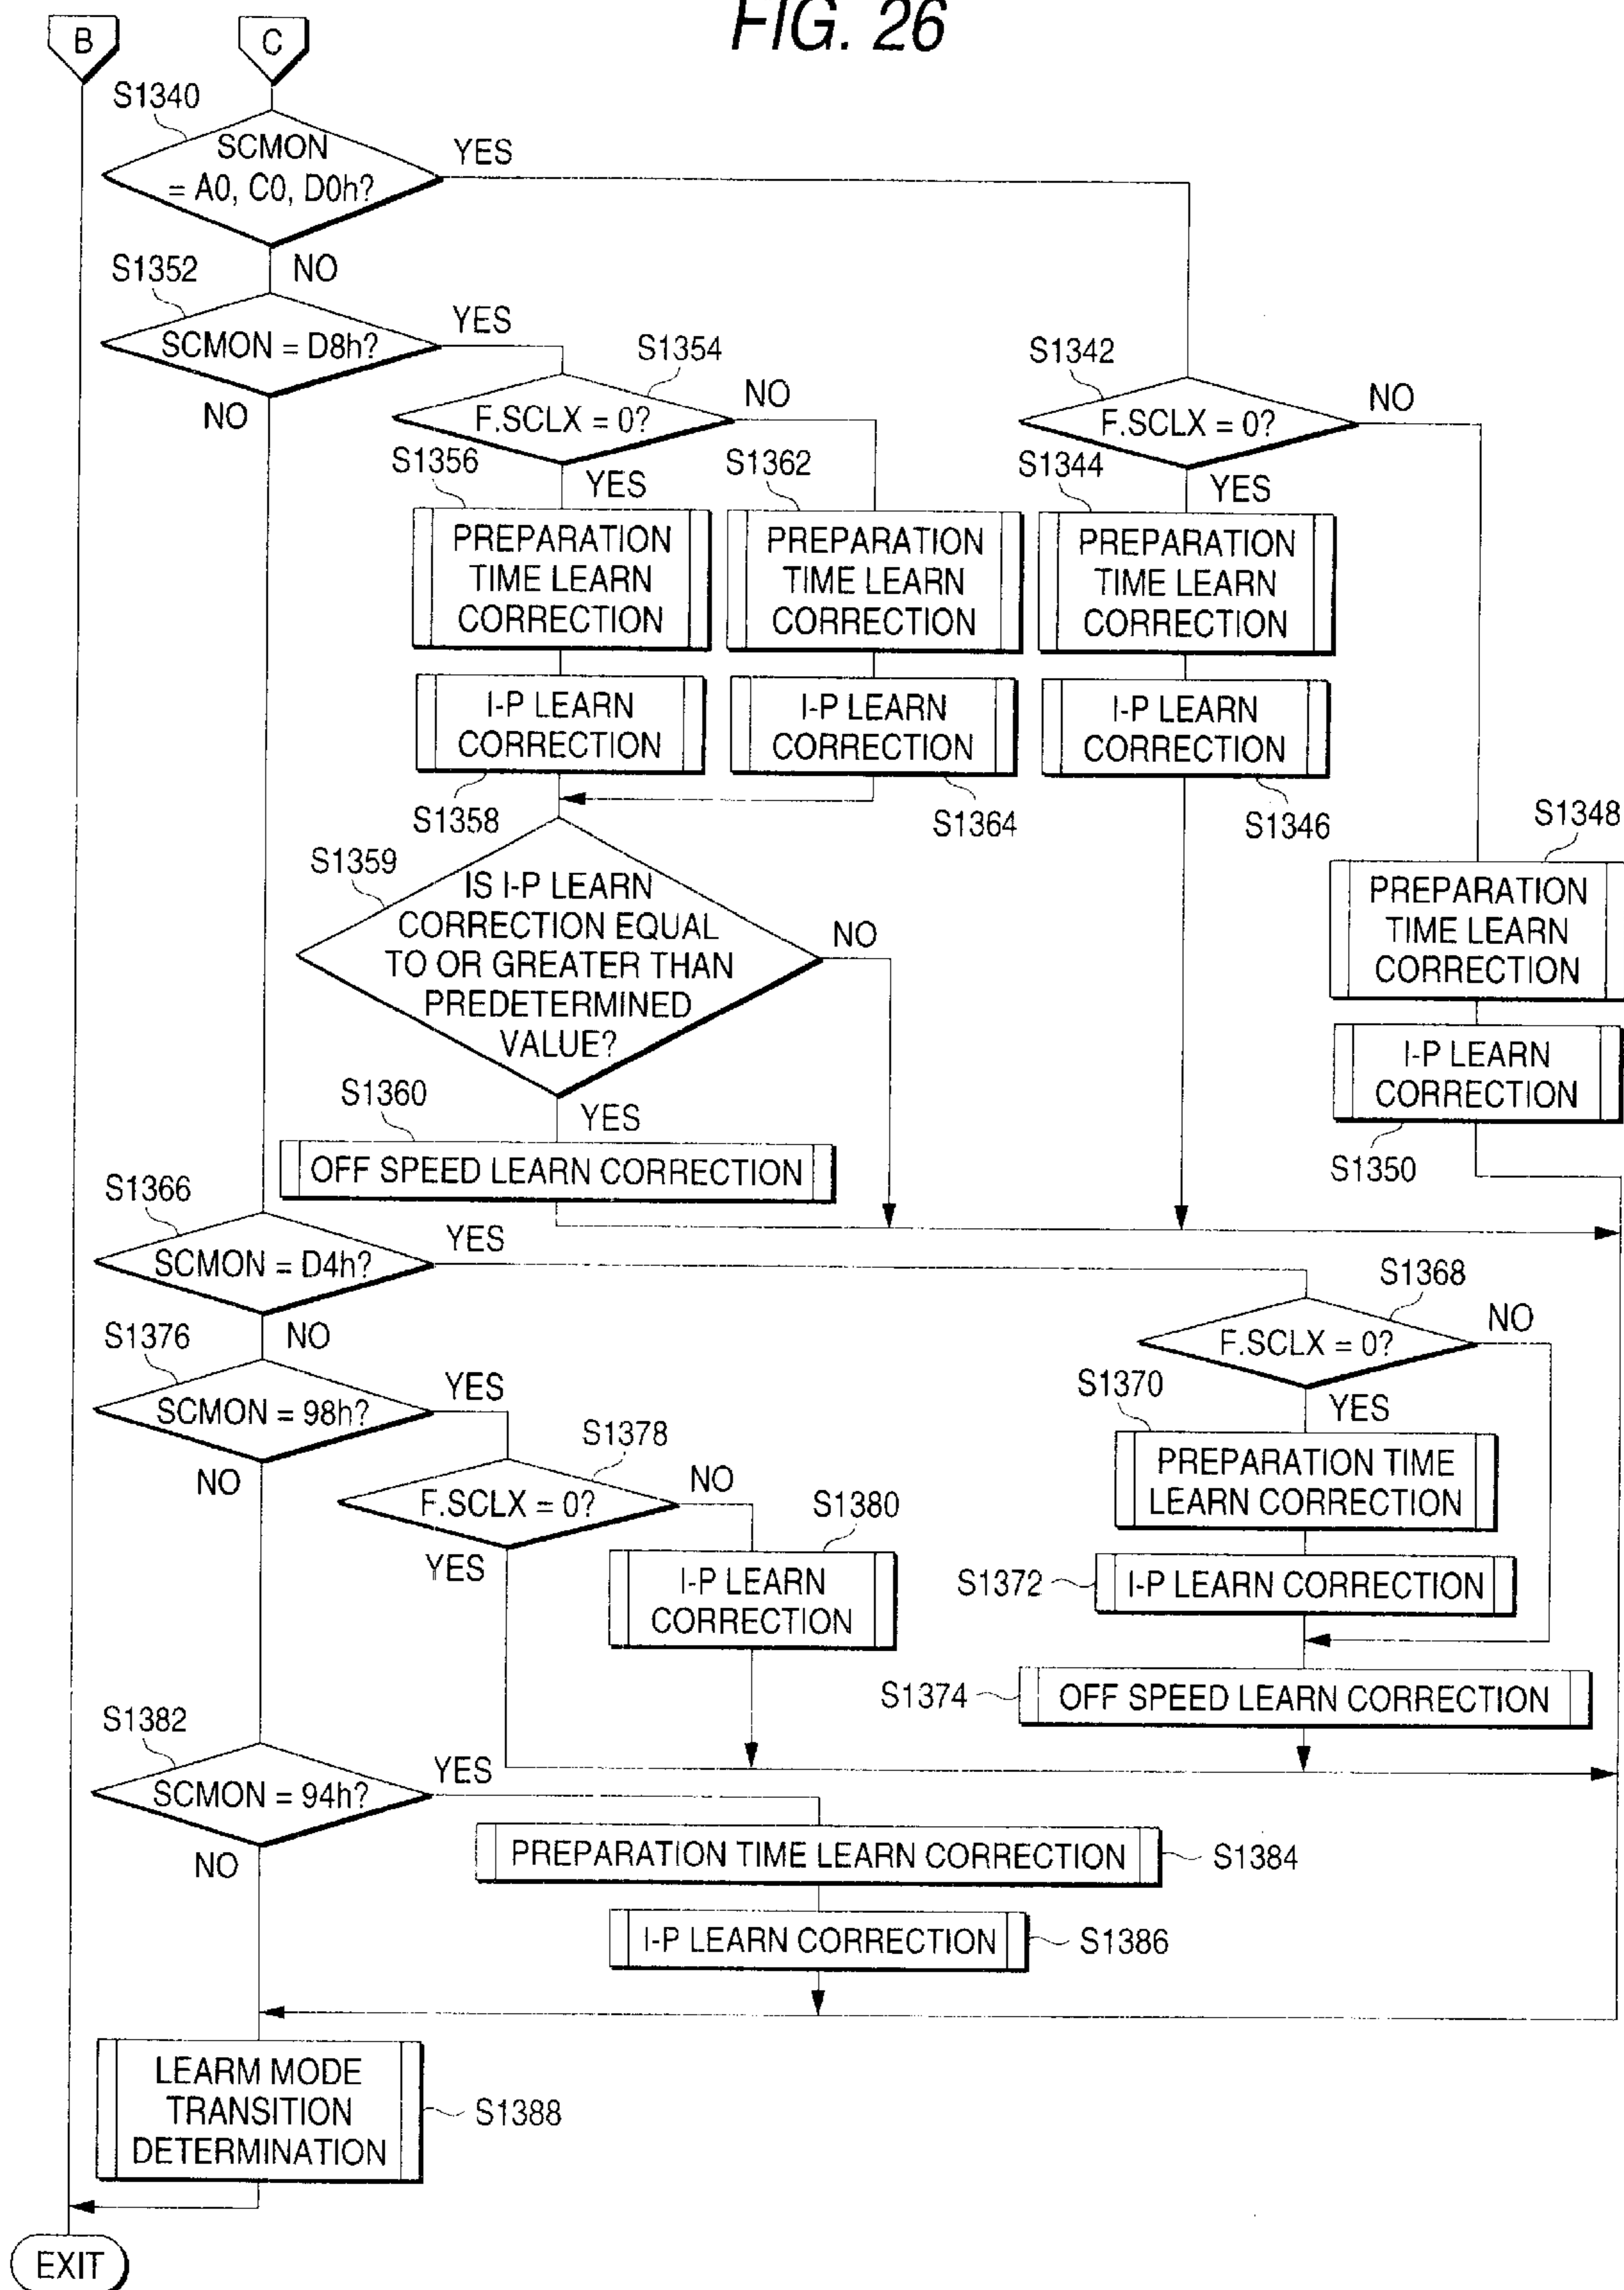 FIG. 26
B
C
S1340
SCMON
= A0, C0, D0h?
YES
NO
S1352
SCMON = D8h?
YES
NO
S1354
F.SCLX = 0?
NO
YES
S1342
F.SCLX = 0?
NO
YES
S1356
PREPARATION
TIME LEARN
CORRECTION
S1362
PREPARATION
TIME LEARN
CORRECTION
S1344
PREPARATION
TIME LEARN
CORRECTION
I-P LEARN
CORRECTION
S1358
I-P LEARN
CORRECTION
S1364
I-P LEARN
CORRECTION
S1346
S1348
PREPARATION
TIME LEARN
CORRECTION
I-P LEARN
CORRECTION
S1350
S1359
IS I-P LEARN
CORRECTION EQUAL
TO OR GREATER THAN
PREDETERMINED
VALUE?
NO
YES
S1360
OFF SPEED LEARN CORRECTION
S1366
SCMON = D4h?
YES
NO
S1368
F.SCLX = 0?
NO
YES
S1370
PREPARATION TIME
LEARN CORRECTION
S1372
I-P LEARN CORRECTION
S1374
OFF SPEED LEARN CORRECTION
S1376
SCMON = 98h?
YES
NO
S1378
F.SCLX = 0?
NO
YES
S1380
I-P LEARN
CORRECTION
S1382
SCMON = 94h?
YES
NO
PREPARATION TIME LEARN CORRECTION
S1384
I-P LEARN CORRECTION
S1386
LEARM MODE
TRANSITION
DETERMINATION
S1388
EXIT